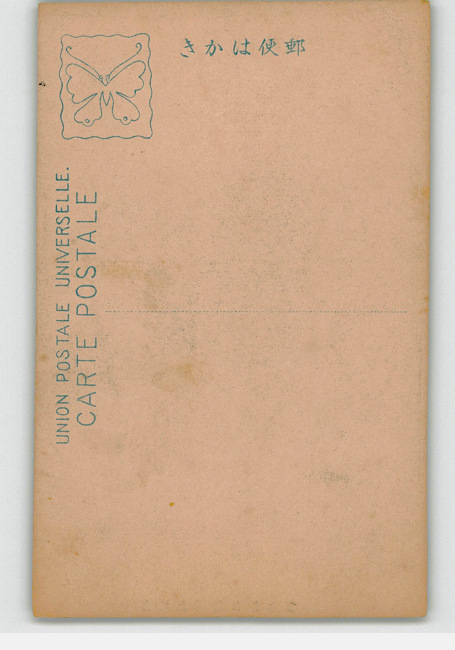 郵便はかき
UNION POSTALE UNIVERSELLE.
CARTE POSTALE